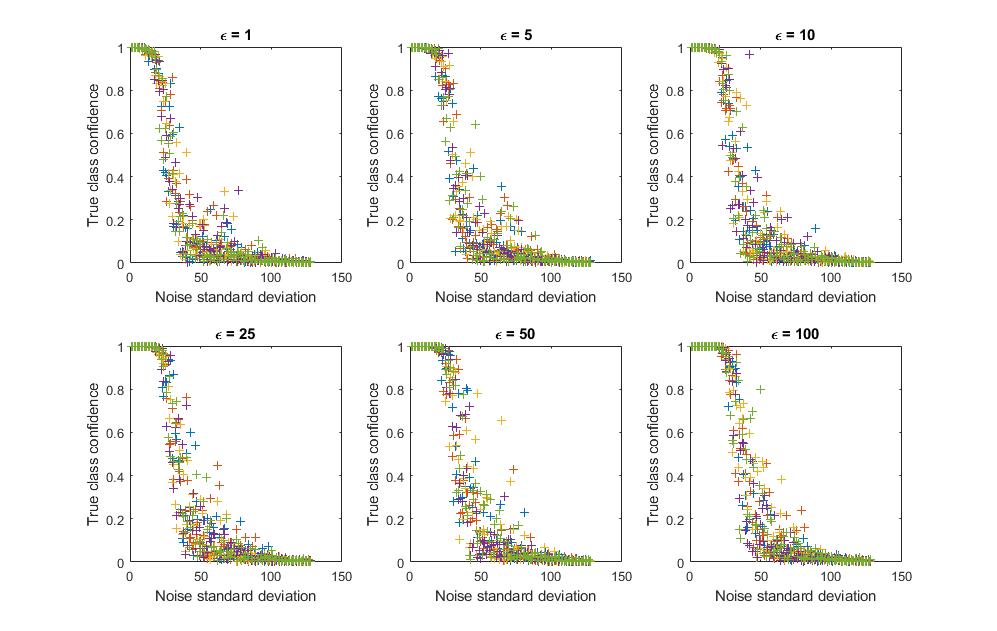 ϵ = 1
1
0.8
0.6
0.4
0.2
0
True class confidence
0 50 100 150
Noise standard deviation
ϵ = 5
1
0.8
0.6
0.4
0.2
0
True class confidence
0 50 100 150
Noise standard deviation
ϵ = 10
1
0.8
0.6
0.4
0.2
0
True class confidence
0 50 100 150
Noise standard deviation
ϵ = 25
1
0.8
0.6
0.4
0.2
0
True class confidence
0 50 100 150
Noise standard deviation
ϵ = 50
1
0.8
0.6
0.4
0.2
0
True class confidence
0 50 100 150
Noise standard deviation
ϵ = 100
1
0.8
0.6
0.4
0.2
0
True class confidence
0 50 100 150
Noise standard deviation